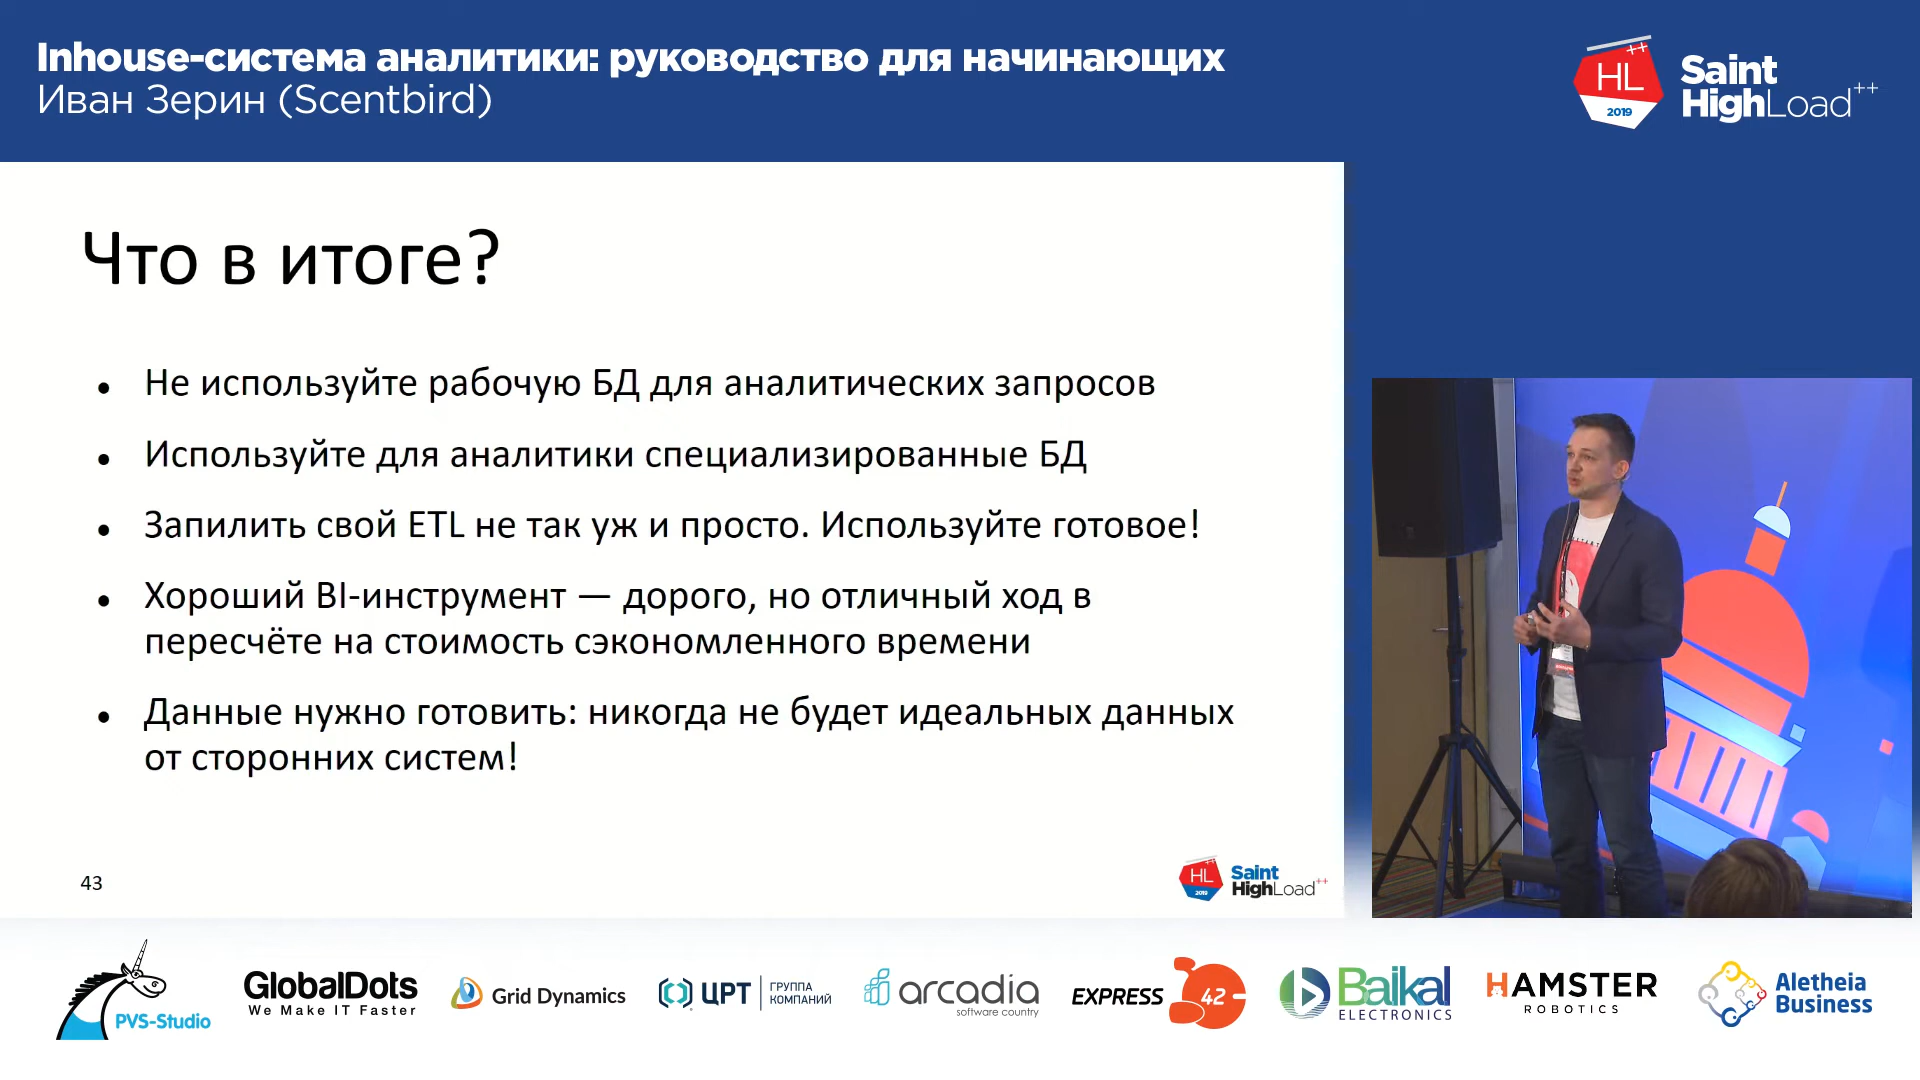 Inhouse-система аналитики: руководство для начинающих
Иван Зерин (Scentbird)
HL ++
2019
Saint
HighLoad++
Что в итоге?
Не используйте рабочую БД для аналитических запросов
Используйте для аналитики специализированные БД
Запилить свой ETL не так уж и просто. Используйте готовое!
Хороший BI-инструмент — дорого, но отличный ход в
пересчёте на стоимость сэкономленного времени
Данные нужно готовить: никогда не будет идеальных данных
от сторонних систем!
43
HL
2019
Saint
HighLoad++
PVS-Studio
GlobalDots
We Make IT Faster
Grid Dynamics
ЦРТ
ГРУППА
КОМПАНИЙ
arcadia
software country
EXPRESS 42
Baikal
ELECTRONICS
HAMSTER
ROBOTICS
Aletheia
Business